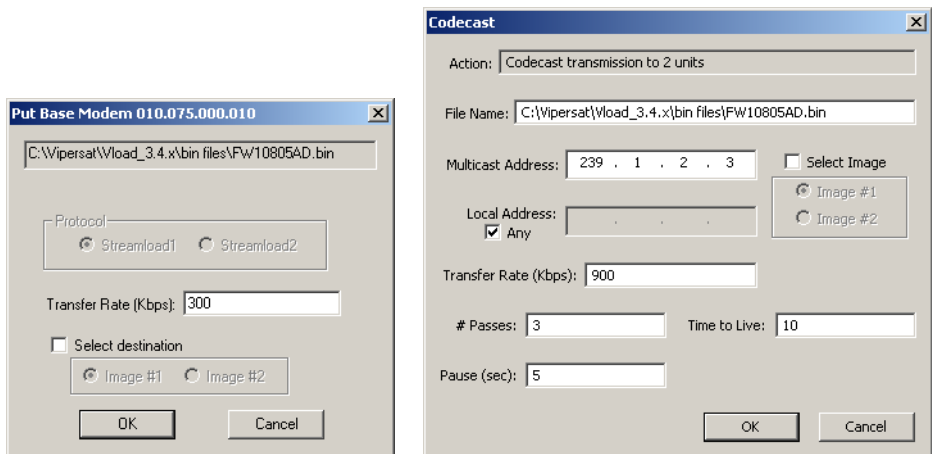 Put Base Modem 010.075.000.010
C:\Vipersat\Vload_3.4.x\bin files\FW10805AD.bin
Protocol
Streamload1 Streamload2
Transfer Rate (Kbps): 300
Select destination
Image #1 Image #2
OK Cancel
Codecast
Action: Codecast transmission to 2 units
File Name: C:\Vipersat\Vload_3.4.x\bin files\FW10805AD.bin
Multicast Address: 239 . 1 . 2 . 3 Select Image
Image #1
Local Address: . . . Image #2
Any
Transfer Rate (Kbps): 900
# Passes: 3 Time to Live: 10
Pause (sec): 5
OK Cancel